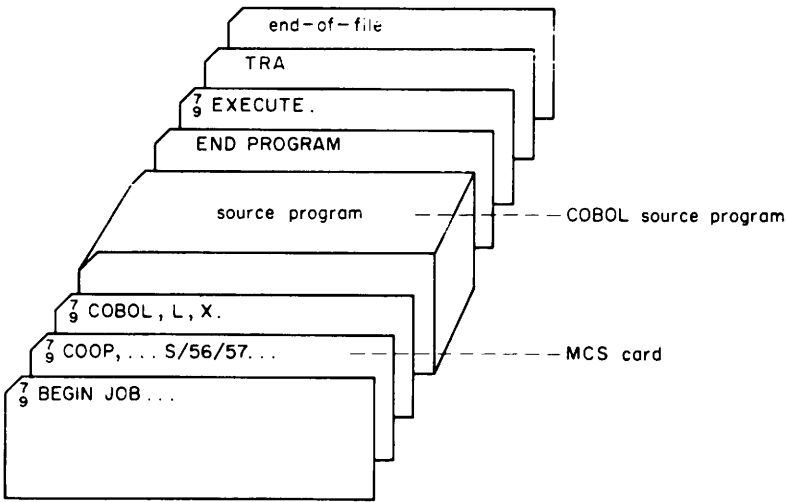 end-of-file
TRA
7
9 EXECUTE.
END PROGRAM
source program
COBOL source program
7
9 COBOL, L, X.
7
9 COOP, ... S/56/57...
MCS card
7
9 BEGIN JOB...